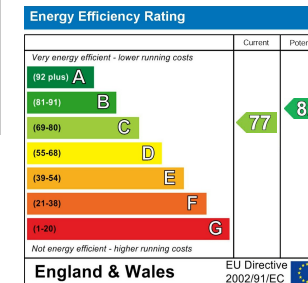 Energy Efficiency Rating
Current
Very energy efficient - lower running costs
(92 plus) A
(81-91) B
(69-80) C
77
(55-68) D
(39-54) E
(21-38) F
(1-20) G
Not energy efficient - higher running costs
England & Wales
EU Directive
2002/91/EC